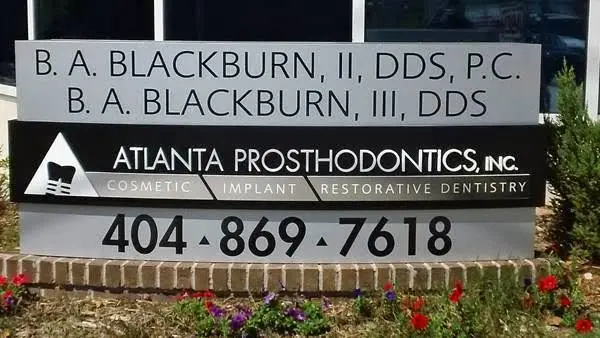 B. A. BLACKBURN, II, DDS, P.C.
B. A. BLACKBURN, III, DDS
ATLANTA PROSTHODONTICS, INC.
COSMETIC IMPLANT RESTORATIVE DENTISTRY
404 ▲ 869 ▲ 7618